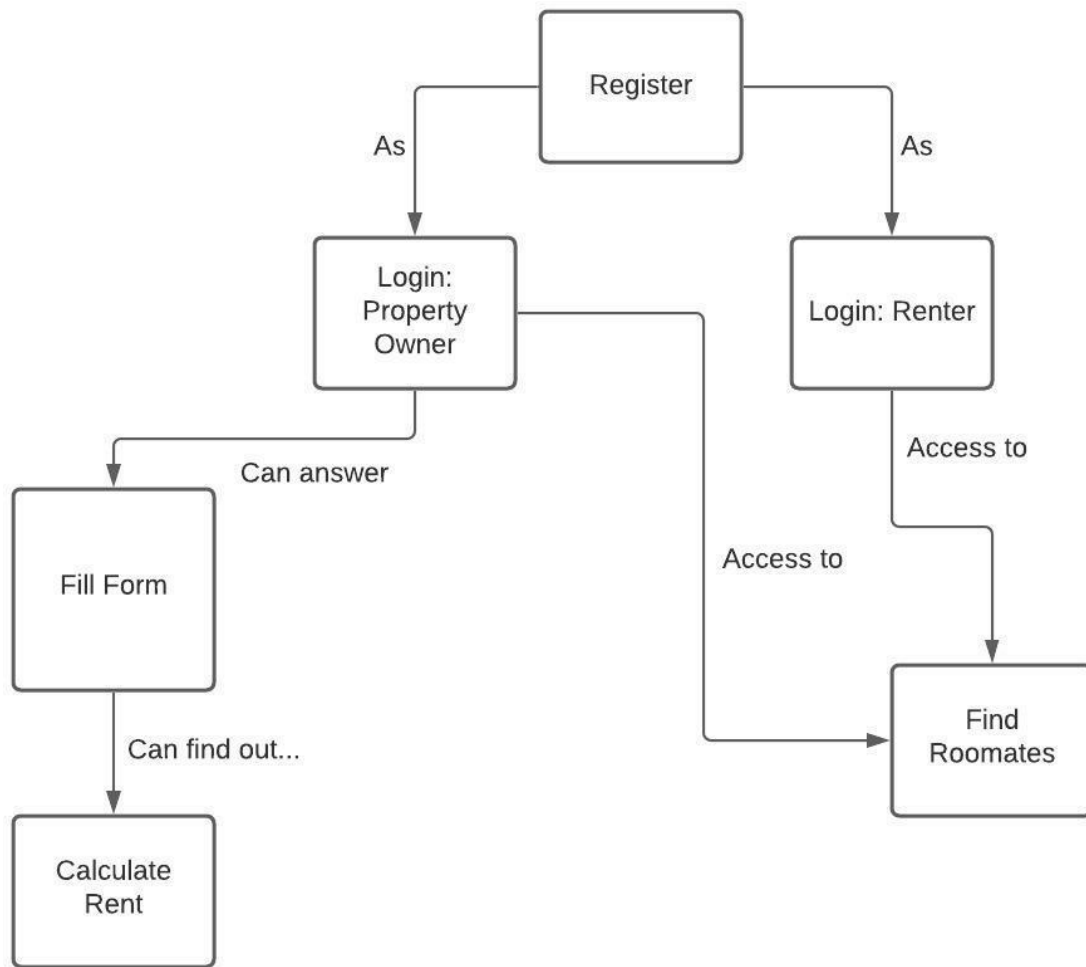 Register
As
As
Login:
Property
Owner
Login: Renter
Can answer
Access to
Fill Form
Access to
Can find out...
Find
Roomates
Calculate
Rent